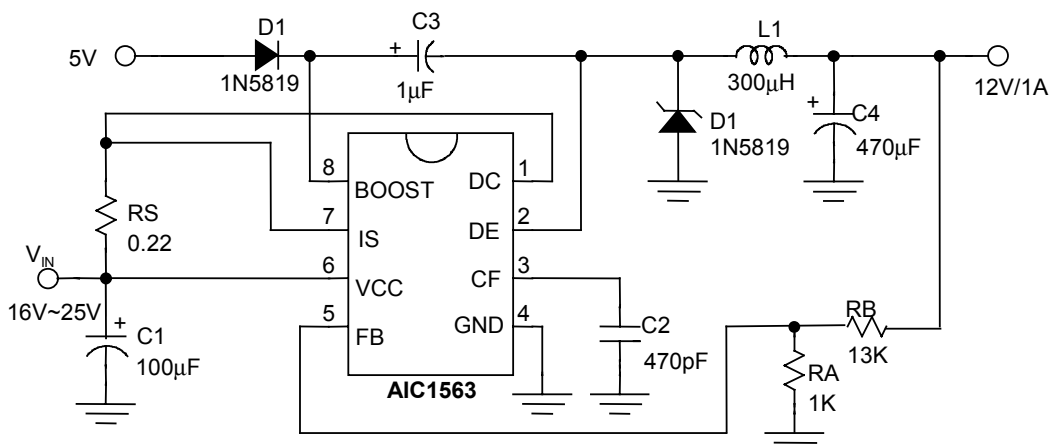 C3
D1
L1
5V
+
1N5819
1μF
300μH
12V/1A
+
C4
D1
470μF
1N5819
8
1
BOOST
DC
RS
0.22
7
2
IS
DE
VIN
6
3
VCC
CF
16V~25V
RB
+
5
4
C1
FB
GND
C2
100μF
470pF
13K
RA
AIC1563
1K